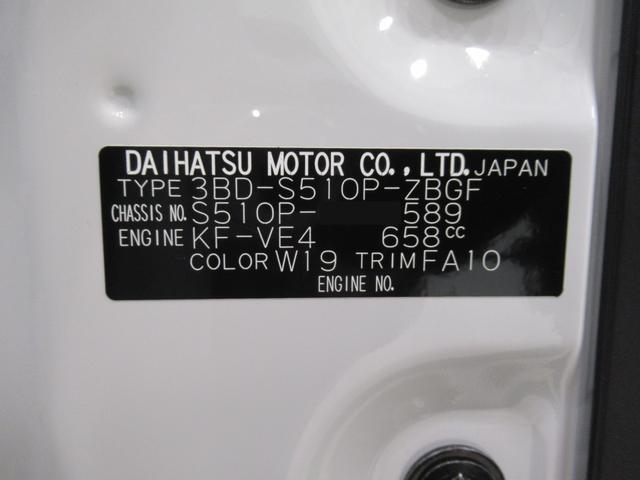 DAIHATSU MOTOR CO.,LTD. JAPAN
TYPE 3BD-S510P-ZBGF
CHASSIS NO. S510P- 589
ENGINE KF-VE4 658cc
COLOR W19 TRIM FA10
ENGINE NO.